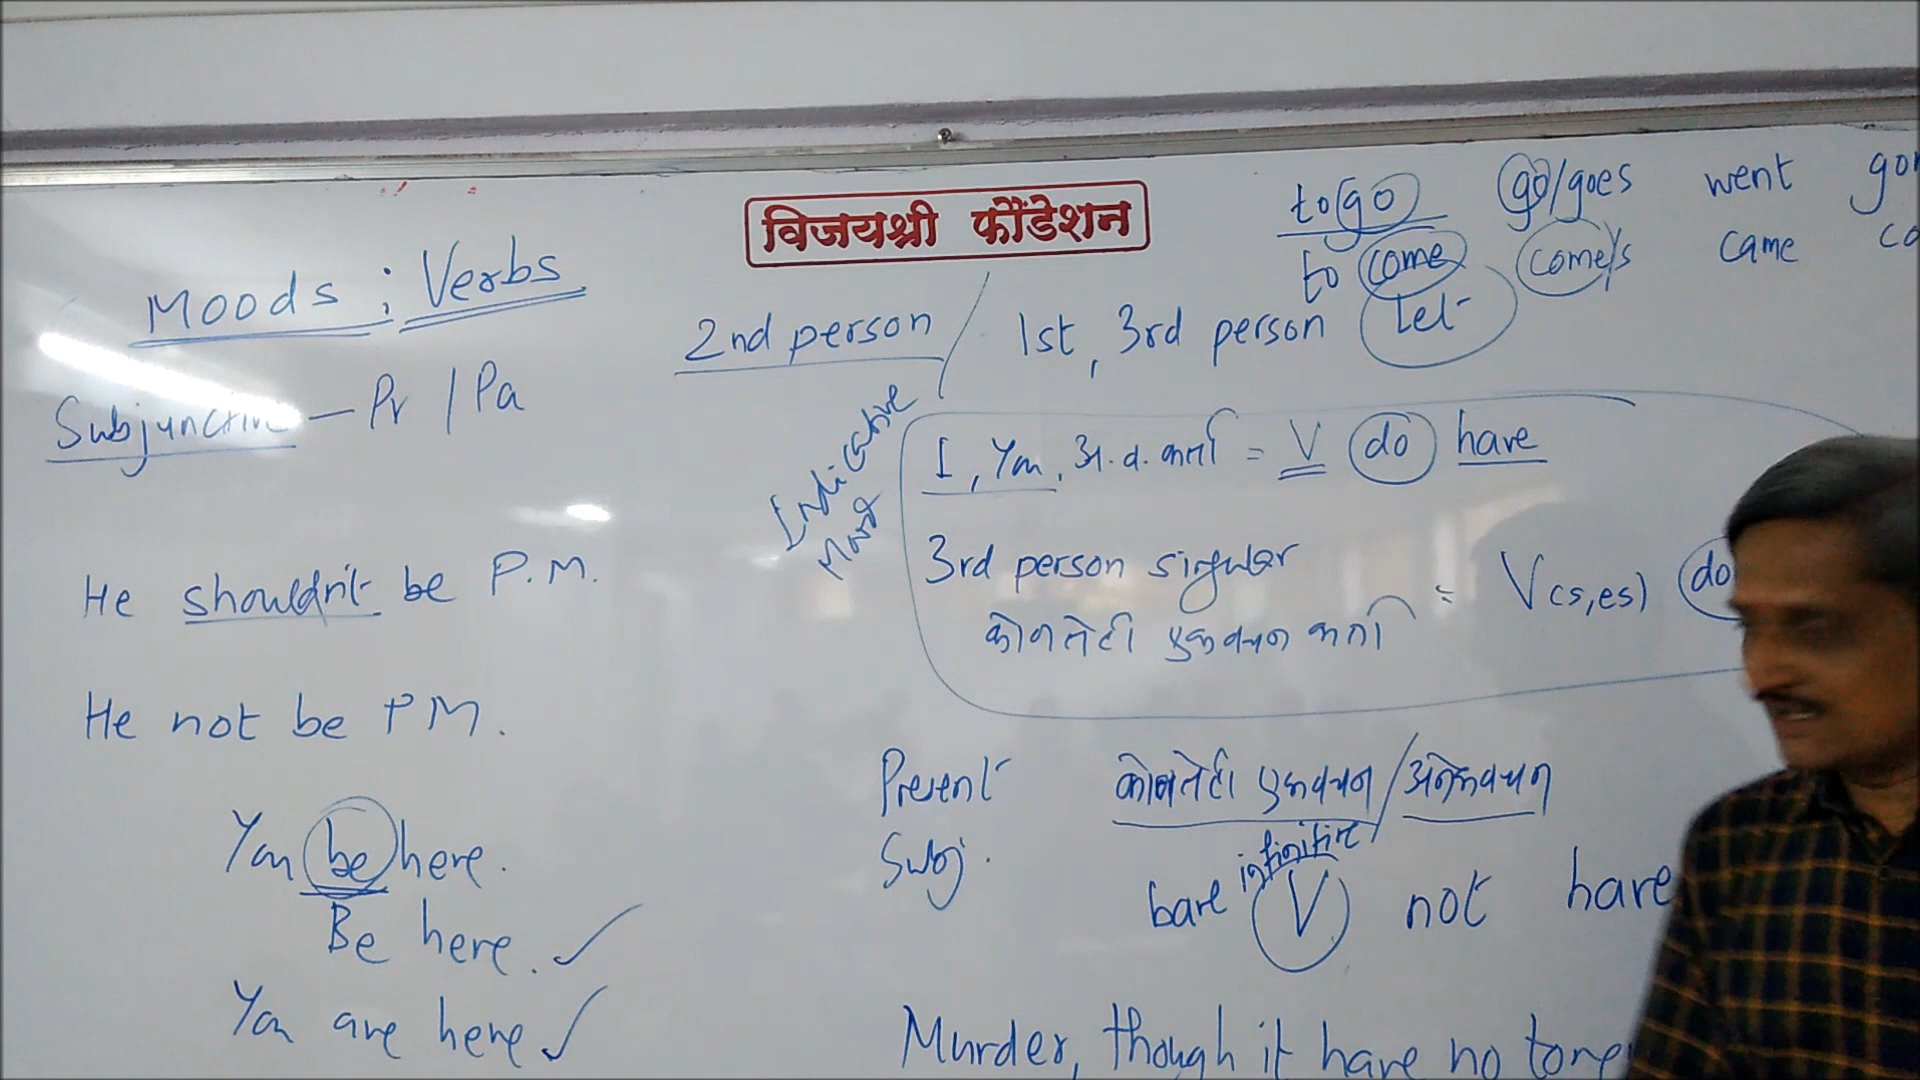 विजयश्री फौंडेशन
to go go/goes went
to come come/s came
Moods ; Verbs
2nd person / 1st, 3rd person let
Subjunctive – Pr / Pa
Indicative Mood
I, You, अ.व. कर्ता = V do have
He shouldn't be P.M.
3rd person singular
कोणतेही एकवचन कर्ता = V(s,es) do
He not be PM.
Present कोणतेही एकवचन/अनेकवचन
Subj.
bare infinitive V not have
You be here.
Be here. ✓
You are here ✓
Murder, though it have no